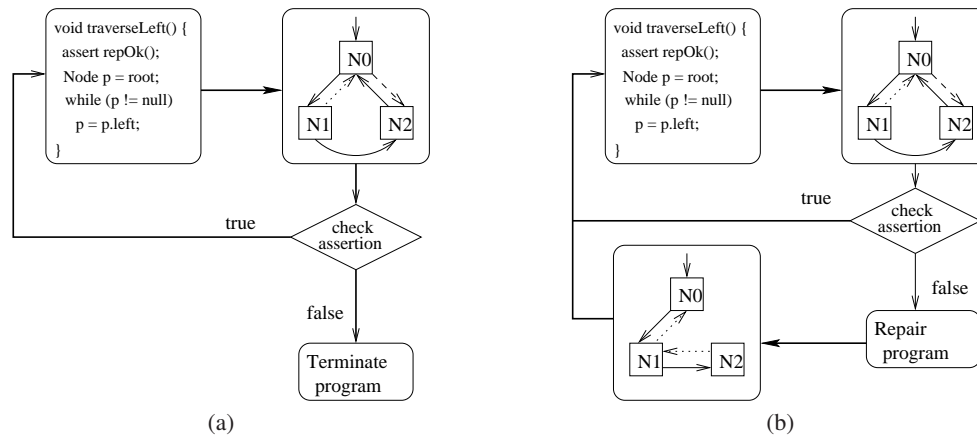 void traverseLeft() {
assert repOk();
Node p = root;
while (p != null)
p = p.left;
}
N0
N1
N2
true
check
assertion
false
Terminate
program
(a)
void traverseLeft() {
assert repOk();
Node p = root;
while (p != null)
p = p.left;
}
N0
N1
N2
true
check
assertion
false
N0
N1
N2
Repair
program
(b)